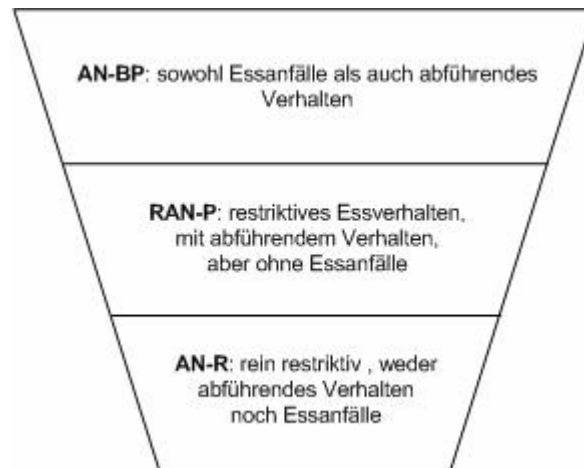 AN-BP: sowohl Essanfälle als auch abführendes
Verhalten
RAN-P: restriktives Essverhalten,
mit abführendem Verhalten,
aber ohne Essanfälle
AN-R: rein restriktiv , weder
abführendes Verhalten
noch Essanfälle